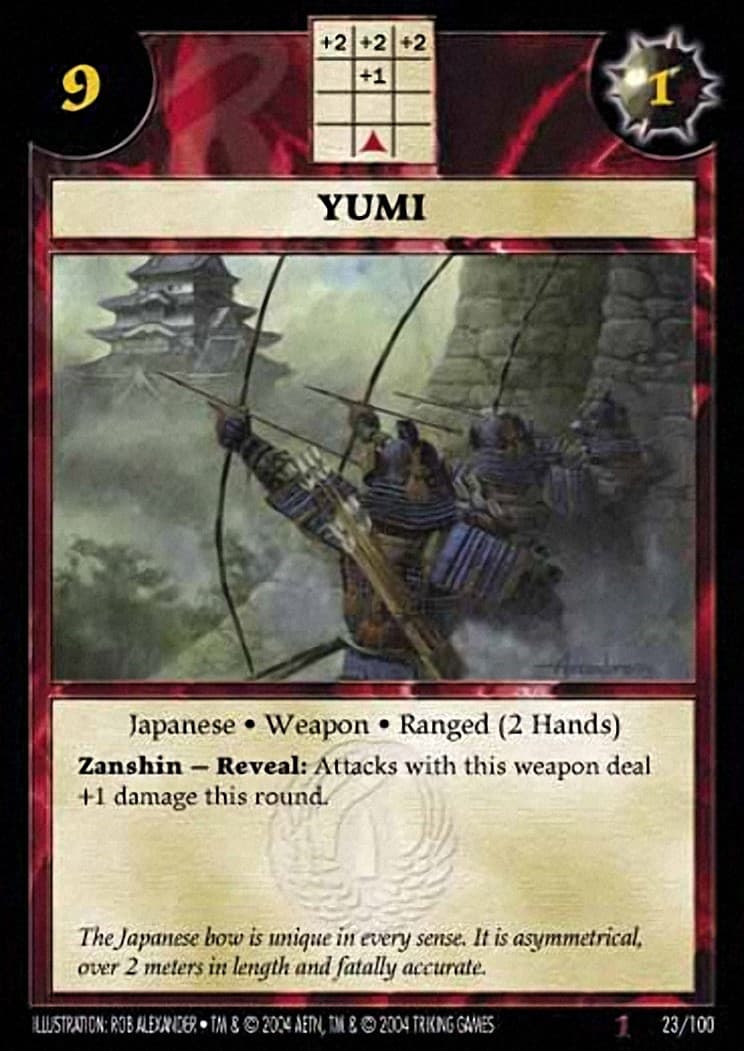 9
+2 +2 +2
+1
1
YUMI
Japanese • Weapon • Ranged (2 Hands)
Zanshin – Reveal: Attacks with this weapon deal
+1 damage this round.
The Japanese bow is unique in every sense. It is asymmetrical,
over 2 meters in length and fatally accurate.
ILLUSTRATION: ROB ALEXANDER • TM & © 2004 AETN, TM & © 2004 TRIKING GAMES 1 23/100